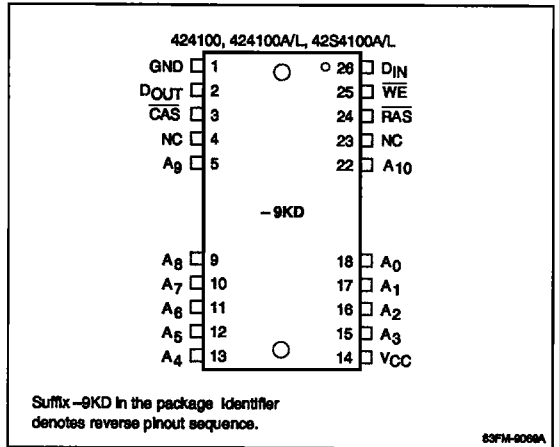 424100, 424100A/L, 42S4100A/L
GND 1 26 DIN
DOUT 2 25 WE
CAS 3 24 RAS
NC 4 23 NC
A9 5 22 A10
–9KD
A8 9 18 A0
A7 10 17 A1
A6 11 16 A2
A5 12 15 A3
A4 13 14 VCC
Suffix –9KD in the package identifier
denotes reverse pinout sequence.
83FM-9069A